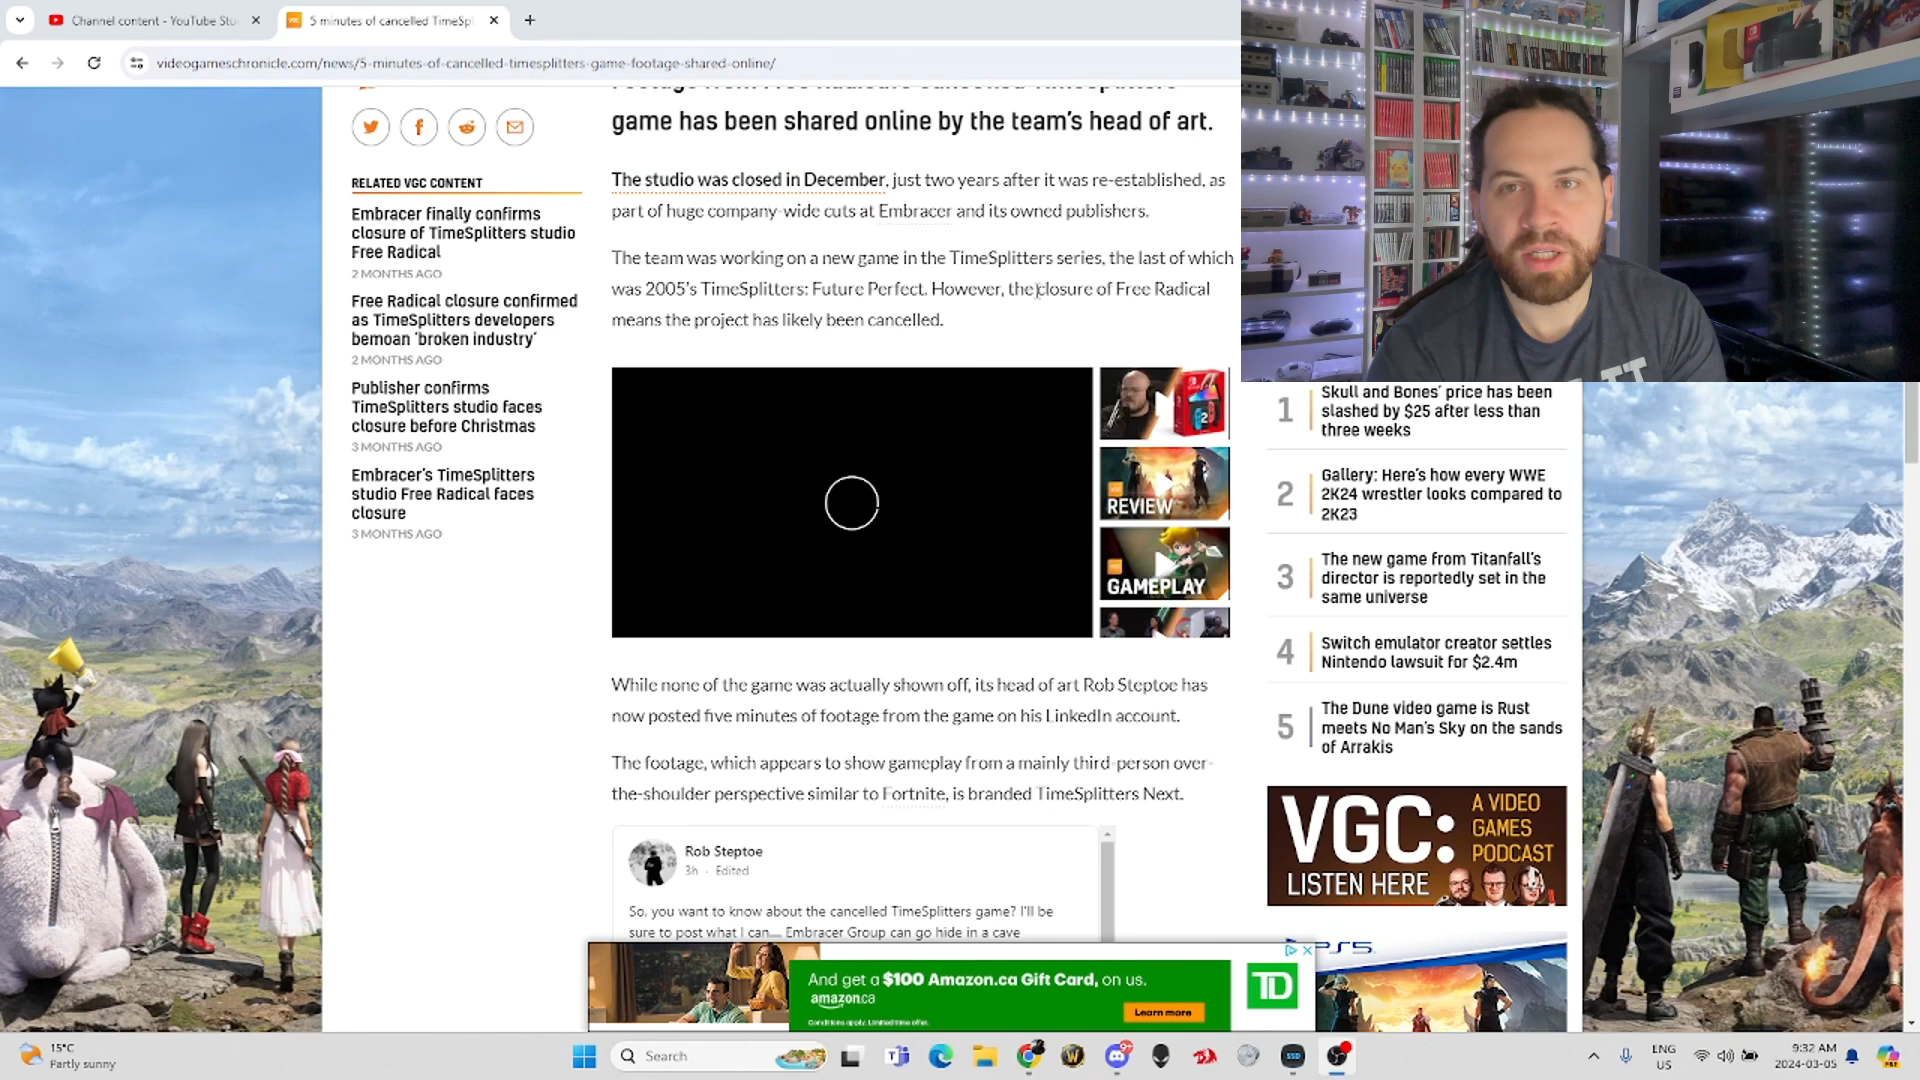 Channel content - YouTube Stu
5 minutes of cancelled TimeSpl
videogameschronicle.com/news/5-minutes-of-cancelled-timesplitters-game-footage-shared-online/
game has been shared online by the team's head of art.
The studio was closed in December, just two years after it was re-established, as
part of huge company-wide cuts at Embracer and its owned publishers.
The team was working on a new game in the TimeSplitters series, the last of which
was 2005's TimeSplitters: Future Perfect. However, the closure of Free Radical
means the project has likely been cancelled.
RELATED VGC CONTENT
Embracer finally confirms
closure of TimeSplitters studio
Free Radical
2 MONTHS AGO
Free Radical closure confirmed
as TimeSplitters developers
bemoan 'broken industry'
2 MONTHS AGO
Publisher confirms
TimeSplitters studio faces
closure before Christmas
3 MONTHS AGO
Embracer's TimeSplitters
studio Free Radical faces
closure
3 MONTHS AGO
REVIEW
GAMEPLAY
While none of the game was actually shown off, its head of art Rob Steptoe has
now posted five minutes of footage from the game on his LinkedIn account.
The footage, which appears to show gameplay from a mainly third-person over-
the-shoulder perspective similar to Fortnite, is branded TimeSplitters Next.
Rob Steptoe
3h · Edited
So, you want to know about the cancelled TimeSplitters game? I'll be
sure to post what I can.... Embracer Group can go hide in a cave
1 Skull and Bones' price has been
slashed by $25 after less than
three weeks
2 Gallery: Here's how every WWE
2K24 wrestler looks compared to
2K23
3 The new game from Titanfall's
director is reportedly set in the
same universe
4 Switch emulator creator settles
Nintendo lawsuit for $2.4m
5 The Dune video game is Rust
meets No Man's Sky on the sands
of Arrakis
VGC: A VIDEO
GAMES
PODCAST
LISTEN HERE
PS5
And get a $100 Amazon.ca Gift Card, on us.
amazon.ca
Conditions apply. Limited time offer.
Learn more
TD
15°C
Partly sunny
Search
ENG
US
9:32 AM
2024-03-05